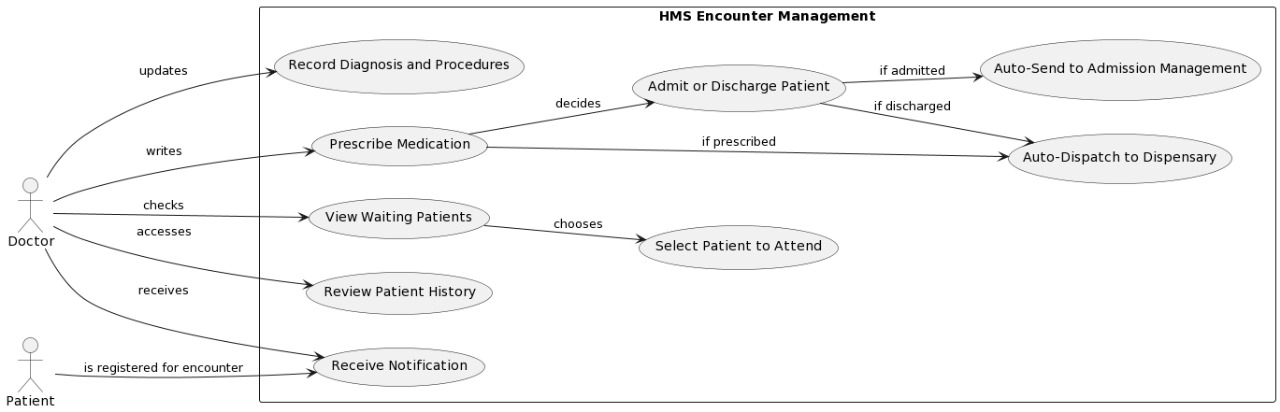 HMS Encounter Management
Record Diagnosis and Procedures
Auto-Send to Admission Management
if admitted
updates
Admit or Discharge Patient
decides
if discharged
Prescribe Medication
if prescribed
writes
Auto-Dispatch to Dispensary
checks
View Waiting Patients
chooses
Doctor
accesses
Select Patient to Attend
receives
Review Patient History
Receive Notification
is registered for encounter
Patient